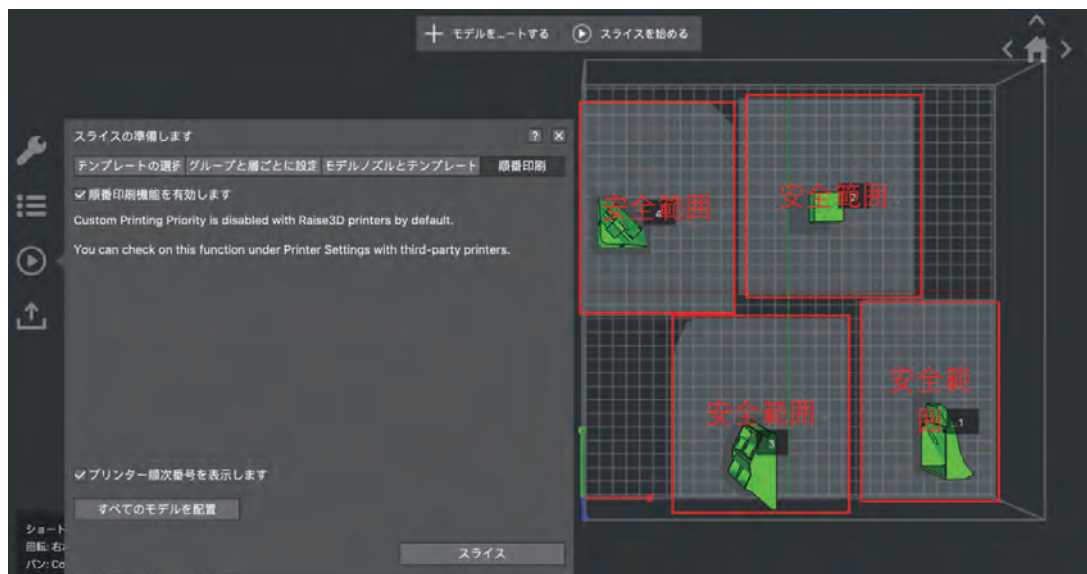 モデルを...ートする
スライスを始める
スライスの準備します
? ×
テンプレートの選択 グループと層ごとに設定 モデルノズルとテンプレート 順番印刷
順番印刷機能を有効します
Custom Printing Priority is disabled with Raise3D printers by default.
You can check on this function under Printer Settings with third-party printers.
安全範囲
4
安全範囲
安全範囲
3
安全範
囲
...1
プリンター順次番号を表示します
すべてのモデルを配置
スライス
ショート
回転: 右
パン: Co